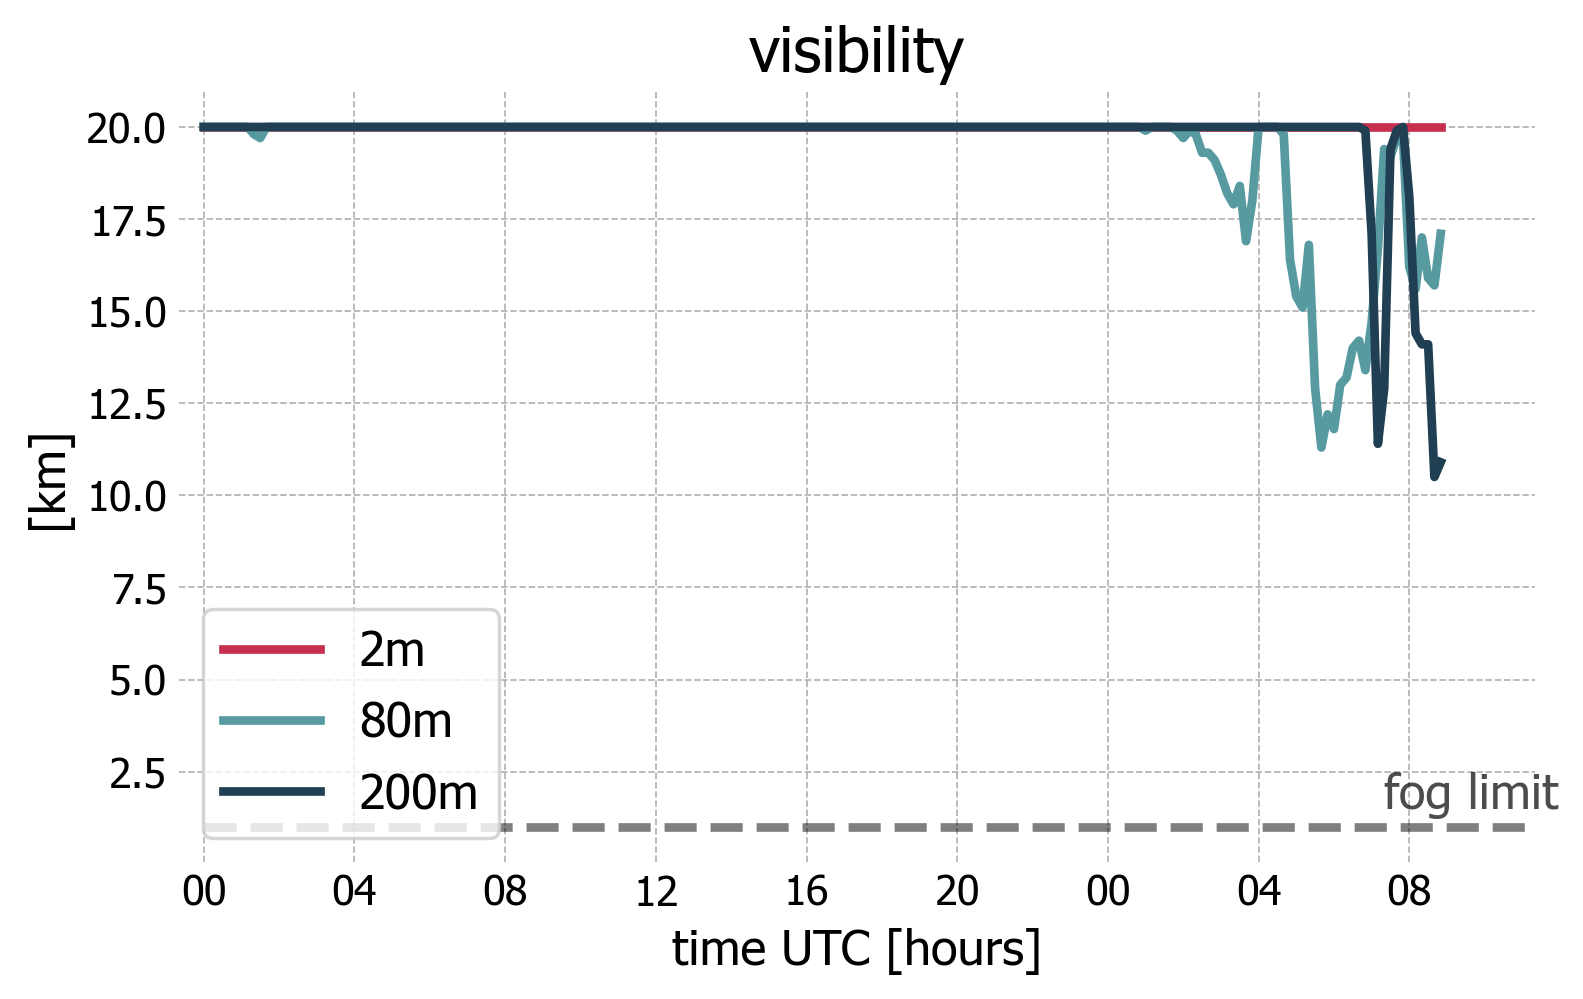 visibility
[km]
20.0
17.5
15.0
12.5
10.0
7.5
5.0
2.5
2m
80m
200m
fog limit
00 04 08 12 16 20 00 04 08
time UTC [hours]